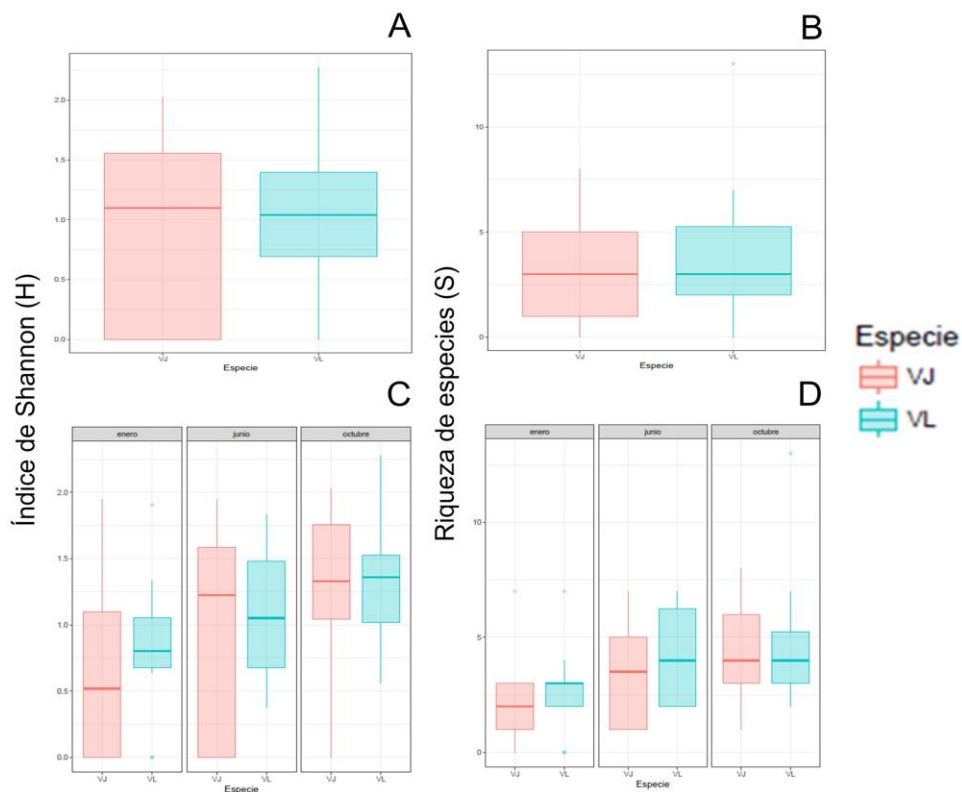 A
Índice de Shannon (H)
2.0
1.5
1.0
0.5
0.0
VJ VL
Especie
B
Riqueza de especies (S)
10
5
0
VJ VL
Especie
Especie
VJ
VL
C
enero junio octubre
2.0
1.5
1.0
0.5
0.0
VJ VL VJ VL VJ VL
Especie
D
enero junio octubre
10
5
0
VJ VL VJ VL VJ VL
Especie